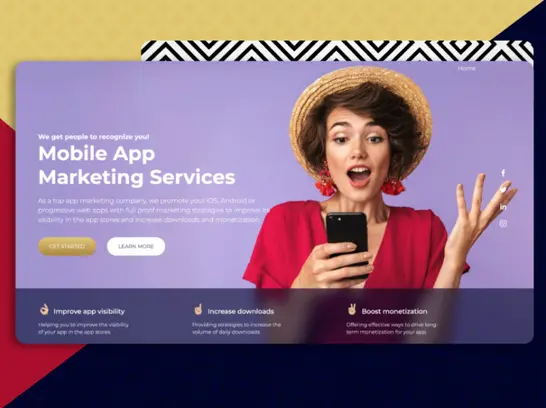 Home
We get people to recognize you!
Mobile App
Marketing Services
As a top app marketing company, we promote your iOS, Android or
progressive web apps with full proof marketing strategies to improve its
visibility in the app stores and increase downloads and monetization.
GET STARTED
LEARN MORE
Improve app visibility
Increase downloads
Boost monetization
Helping you to improve the visibility
of your app in the app stores
Providing strategies to increase the
volume of daily downloads
Offering effective ways to drive long-
term monetization for your app